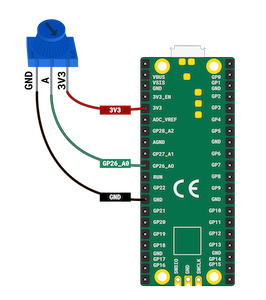 GND
A
3V3
3V3
GP26_A0
GND
VBUS
VSYS
GND
3V3_EN
3V3
ADC_VREF
GP28_A2
AGND
GP27_A1
GP26_A0
RUN
GP22
GND
GP21
GP20
GP19
GP18
GND
GP17
GP16
GP0
GP1
GND
GP2
GP3
GP4
GP5
GND
GP6
GP7
GP8
GP9
GND
GP10
GP11
GP12
GP13
GND
GP14
GP15
CE
SWDIO
GND
SWCLK